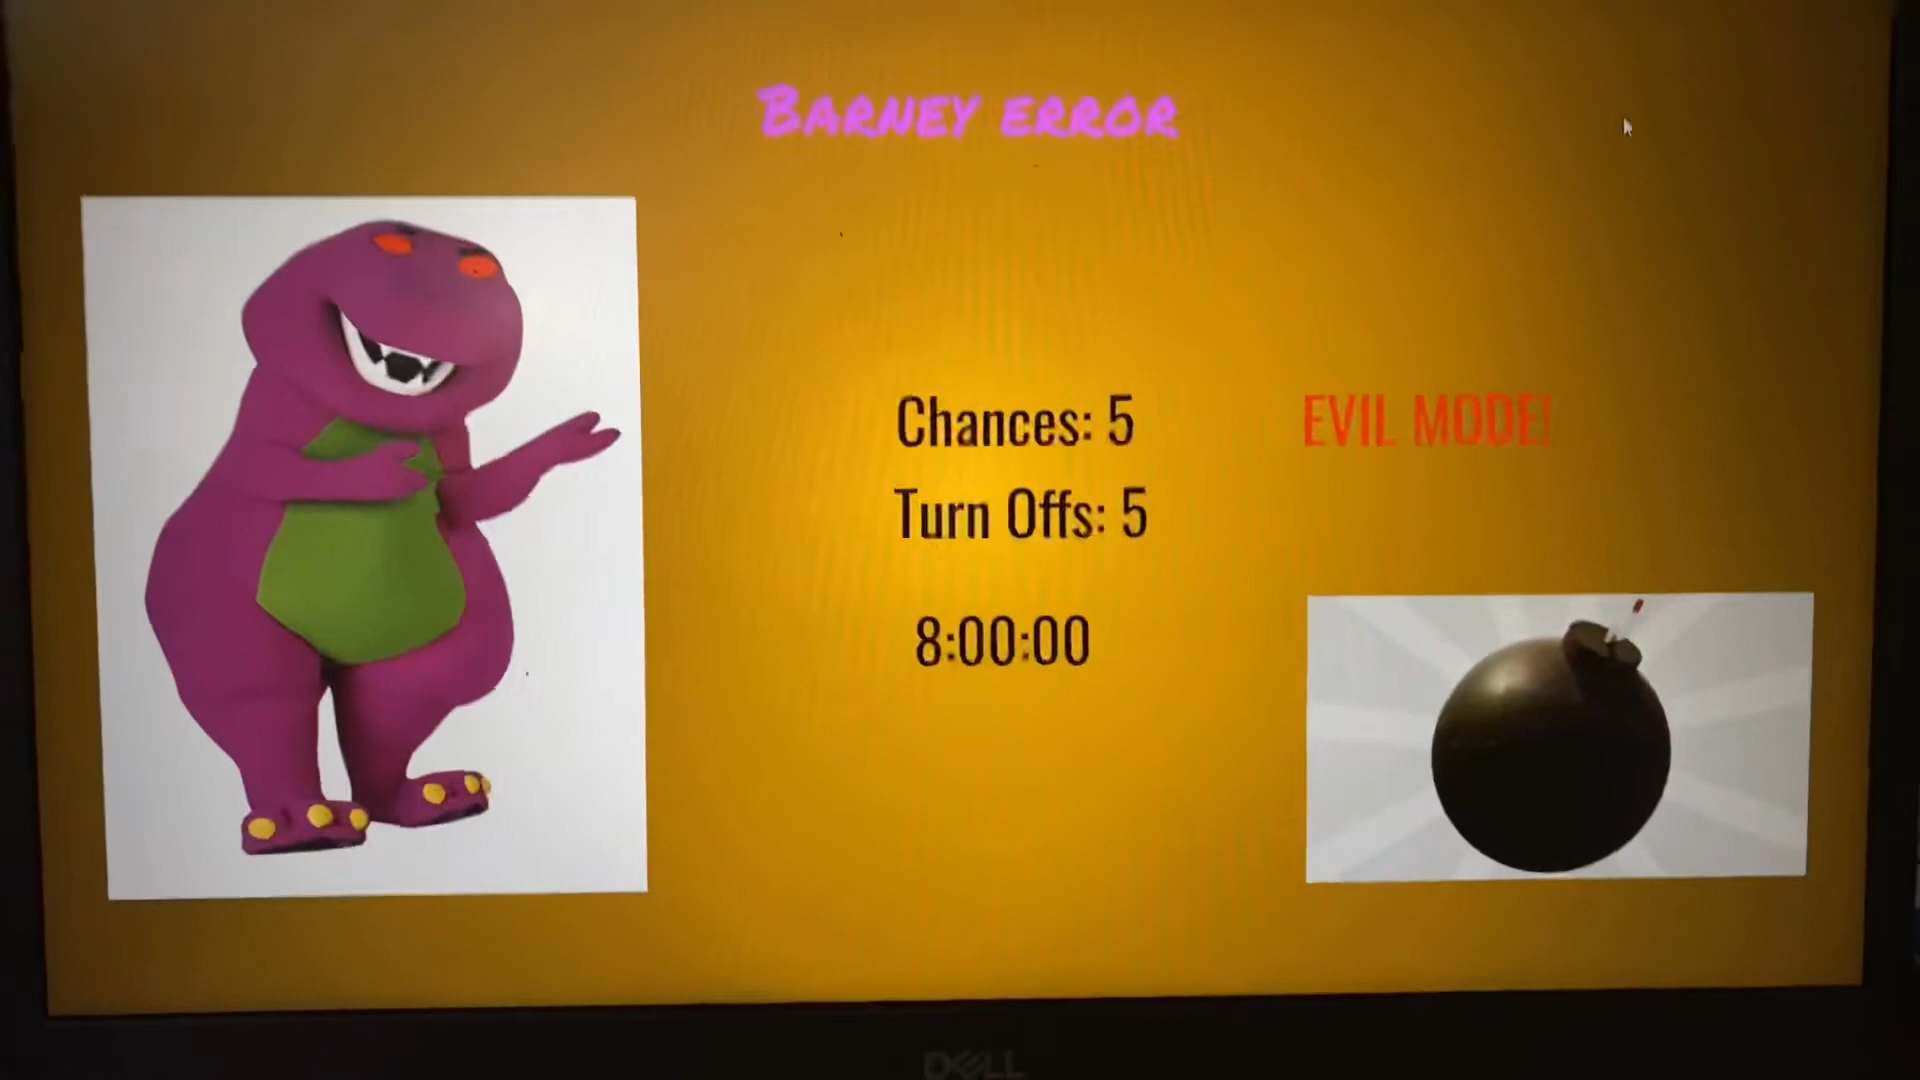 BARNEY ERROR
Chances: 5
EVIL MODE!
Turn Offs: 5
8:00:00
DELL